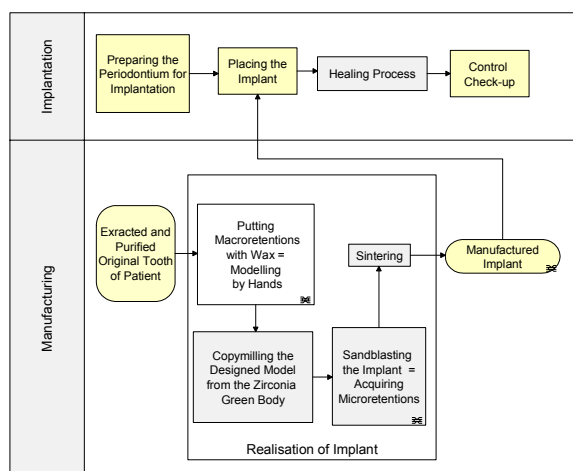 Implantation
Preparing the
Periodontium for
Implantation
Placing the
Implant
Healing Process
Control
Check-up
Manufacturing
Exracted and
Purified
Original Tooth
of Patient
Putting
Macroretentions
with Wax =
Modelling
by Hands
Copymilling the
Designed Model
from the Zirconia
Green Body
Sandblasting
the Implant =
Acquiring
Microretentions
Sintering
Manufactured
Implant
Realisation of Implant